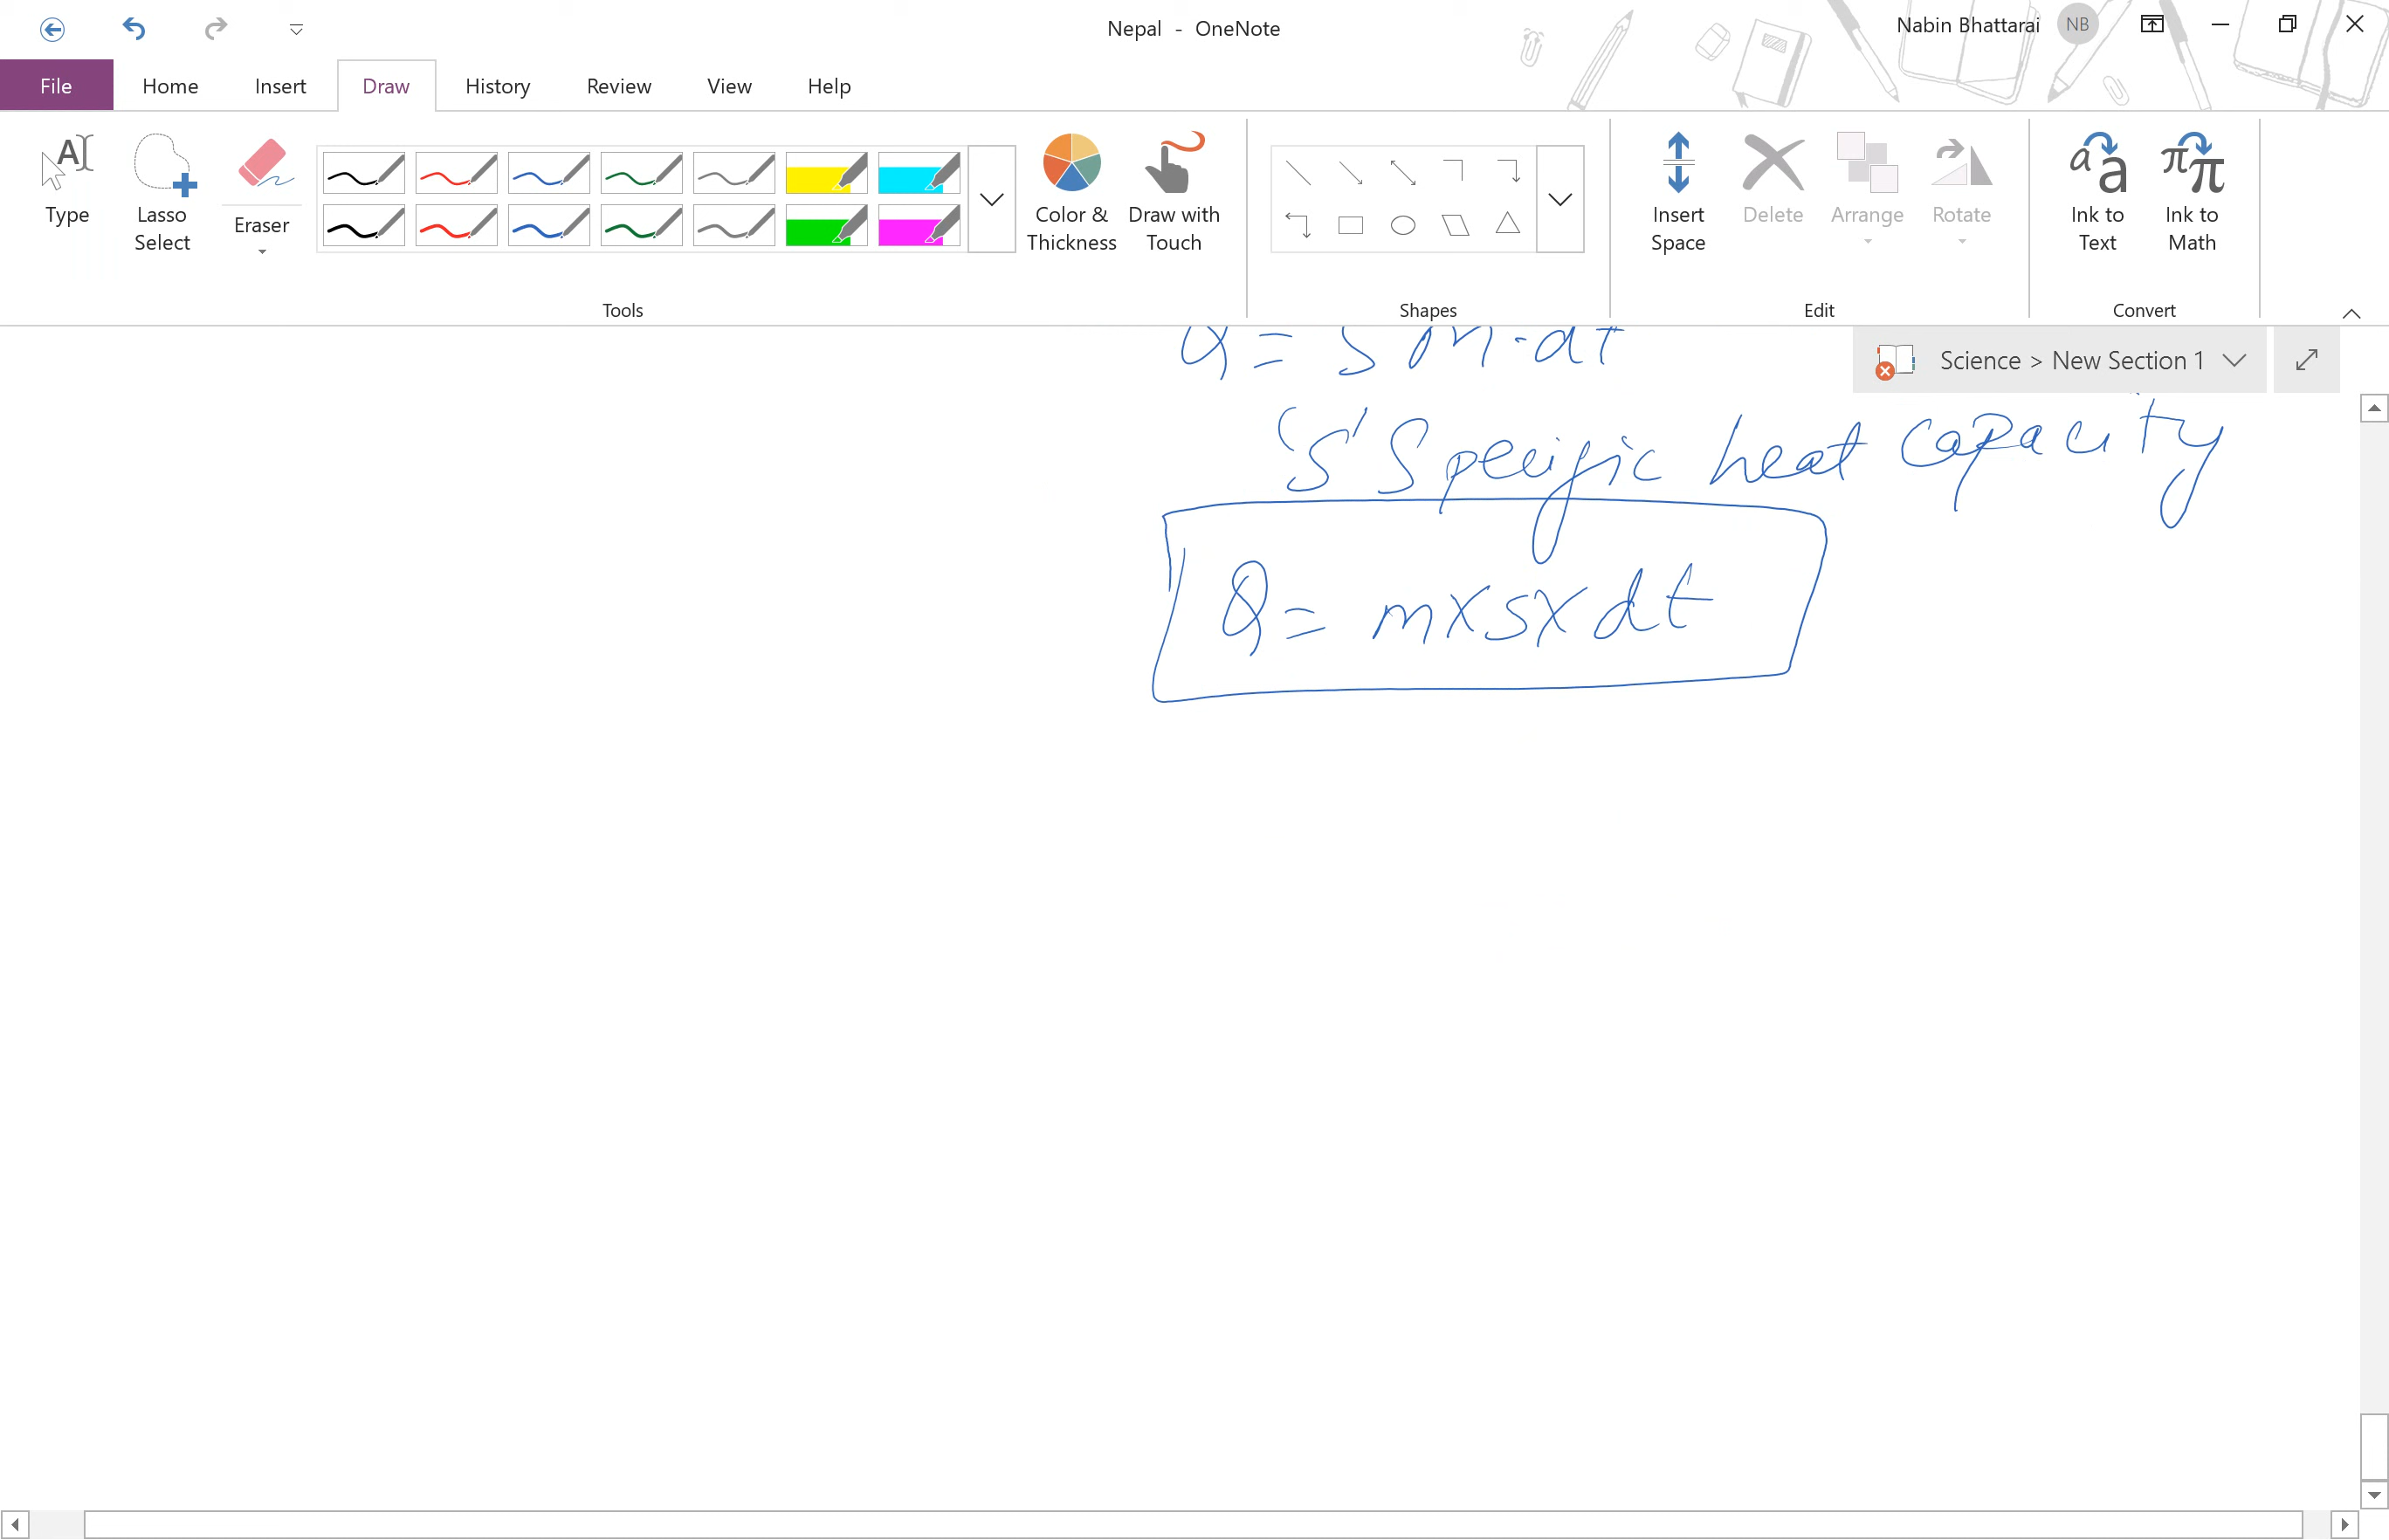 Nepal - OneNote
Nabin Bhattarai NB
File Home Insert Draw History Review View Help
Type
Lasso Select
Eraser
Color & Thickness
Draw with Touch
Insert Space
Delete
Arrange
Rotate
Ink to Text
Ink to Math
Tools
Shapes
Edit
Convert
Science > New Section 1
Q = S m · dt
'S' Specific heat capacity
Q = m x s x dt